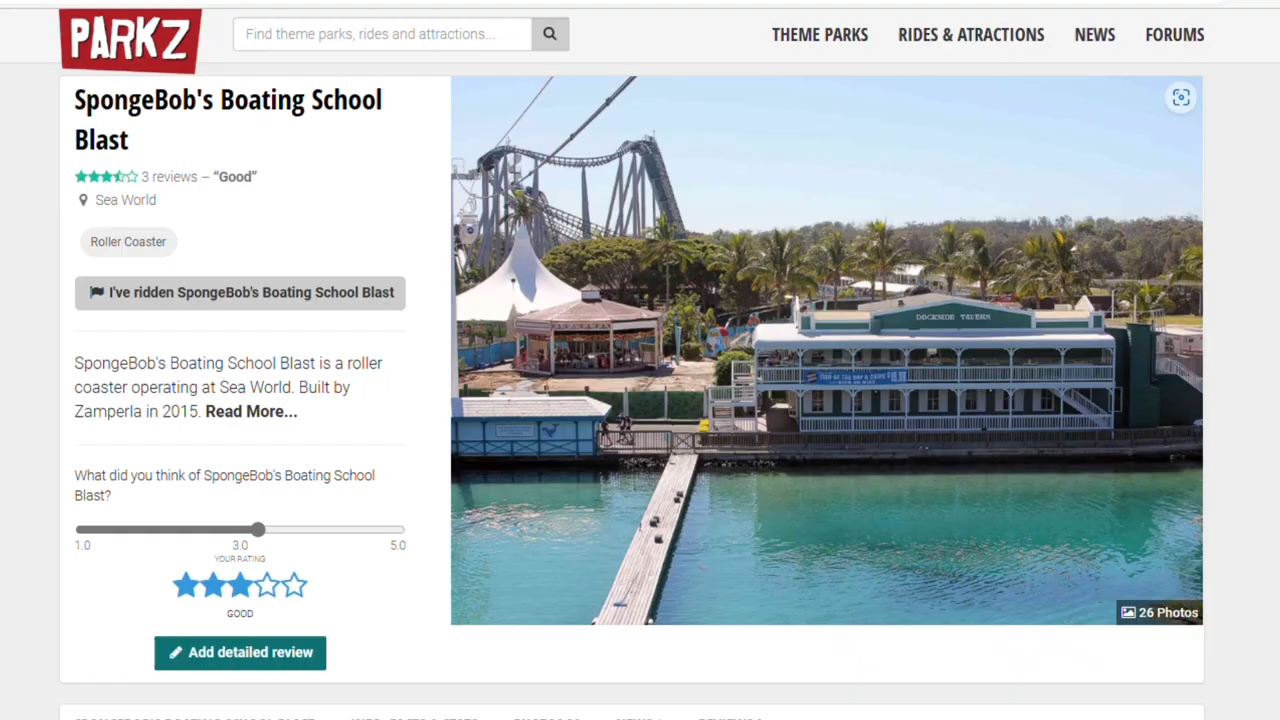 PARKZ
Find theme parks, rides and attractions...
THEME PARKS
RIDES & ATTRACTIONS
NEWS
FORUMS
SpongeBob's Boating School
Blast
3 reviews – “Good”
Sea World
Roller Coaster
I've ridden SpongeBob's Boating School Blast
SpongeBob's Boating School Blast is a roller
coaster operating at Sea World. Built by
Zamperla in 2015. Read More...
What did you think of SpongeBob's Boating School
Blast?
1.0
3.0
5.0
YOUR RATING
GOOD
Add detailed review
DOCKSIDE TAVERN
26 Photos